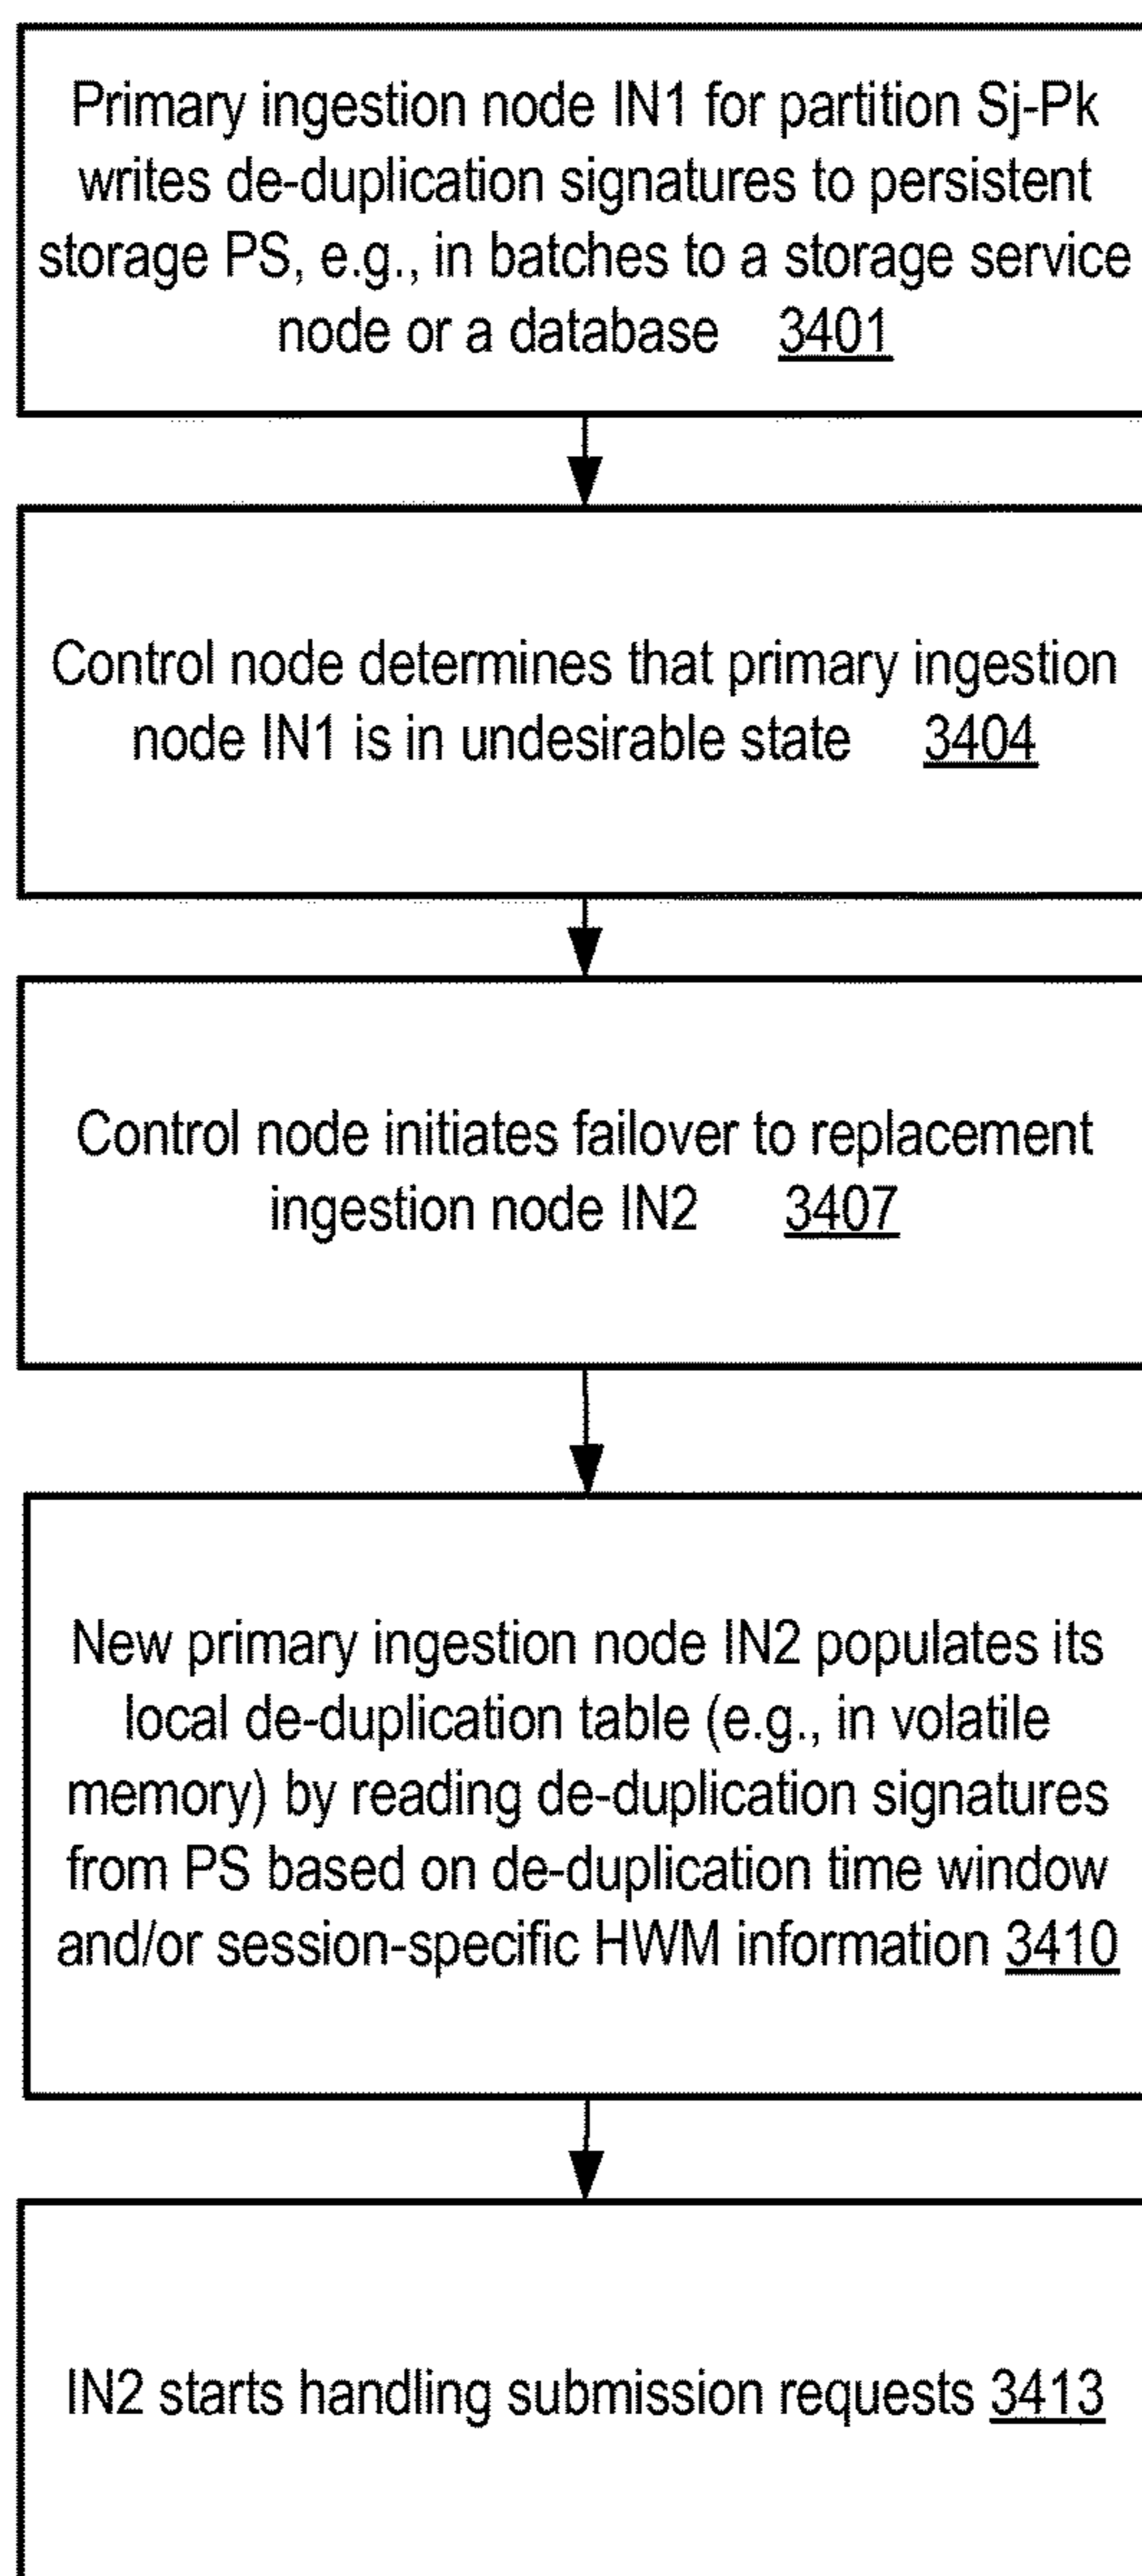 Primary ingestion node IN1 for partition Sj-Pk
writes de-duplication signatures to persistent
storage PS, e.g., in batches to a storage service
node or a database 3401
Control node determines that primary ingestion
node IN1 is in undesirable state 3404
Control node initiates failover to replacement
ingestion node IN2 3407
New primary ingestion node IN2 populates its
local de-duplication table (e.g., in volatile
memory) by reading de-duplication signatures
from PS based on de-duplication time window
and/or session-specific HWM information 3410
IN2 starts handling submission requests 3413